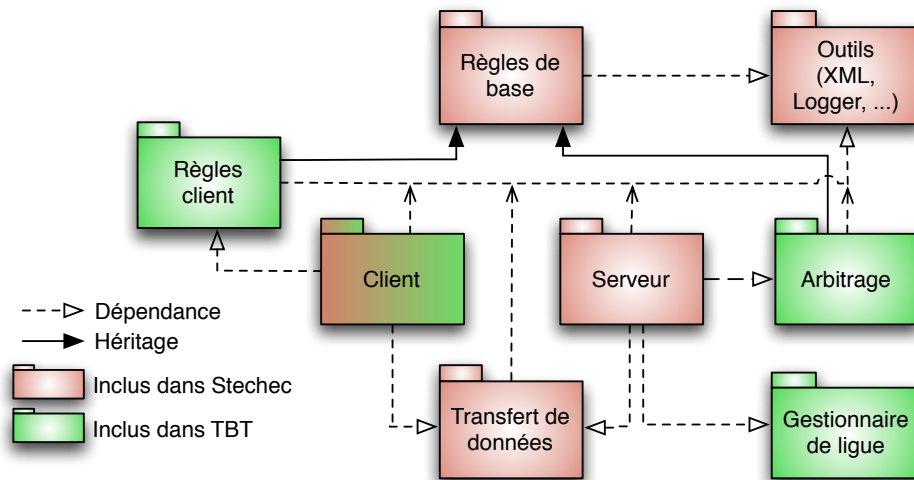 Règles de
base
Outils
(XML,
Logger, ...)
Règles
client
Client
Serveur
Arbitrage
Dépendance
Héritage
Inclus dans Stechec
Inclus dans TBT
Transfert de
données
Gestionnaire
de ligue